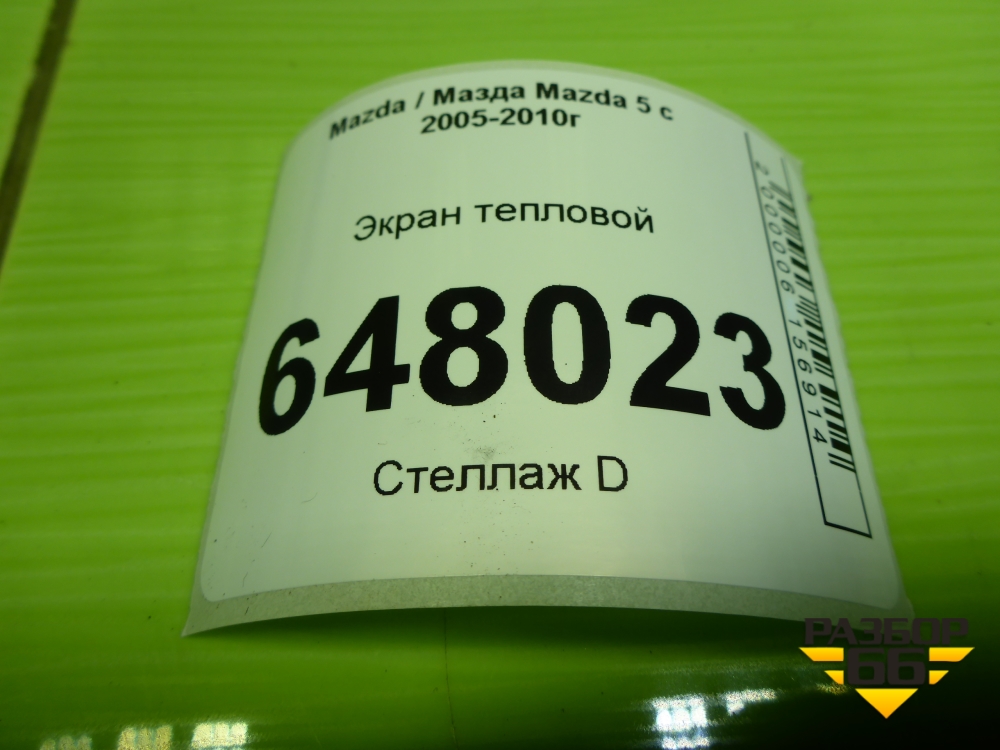 Mazda / Мазда Mazda 5 с
2005-2010г
Экран тепловой
648023
Стеллаж D
2000006156914
РАЗБОР
66